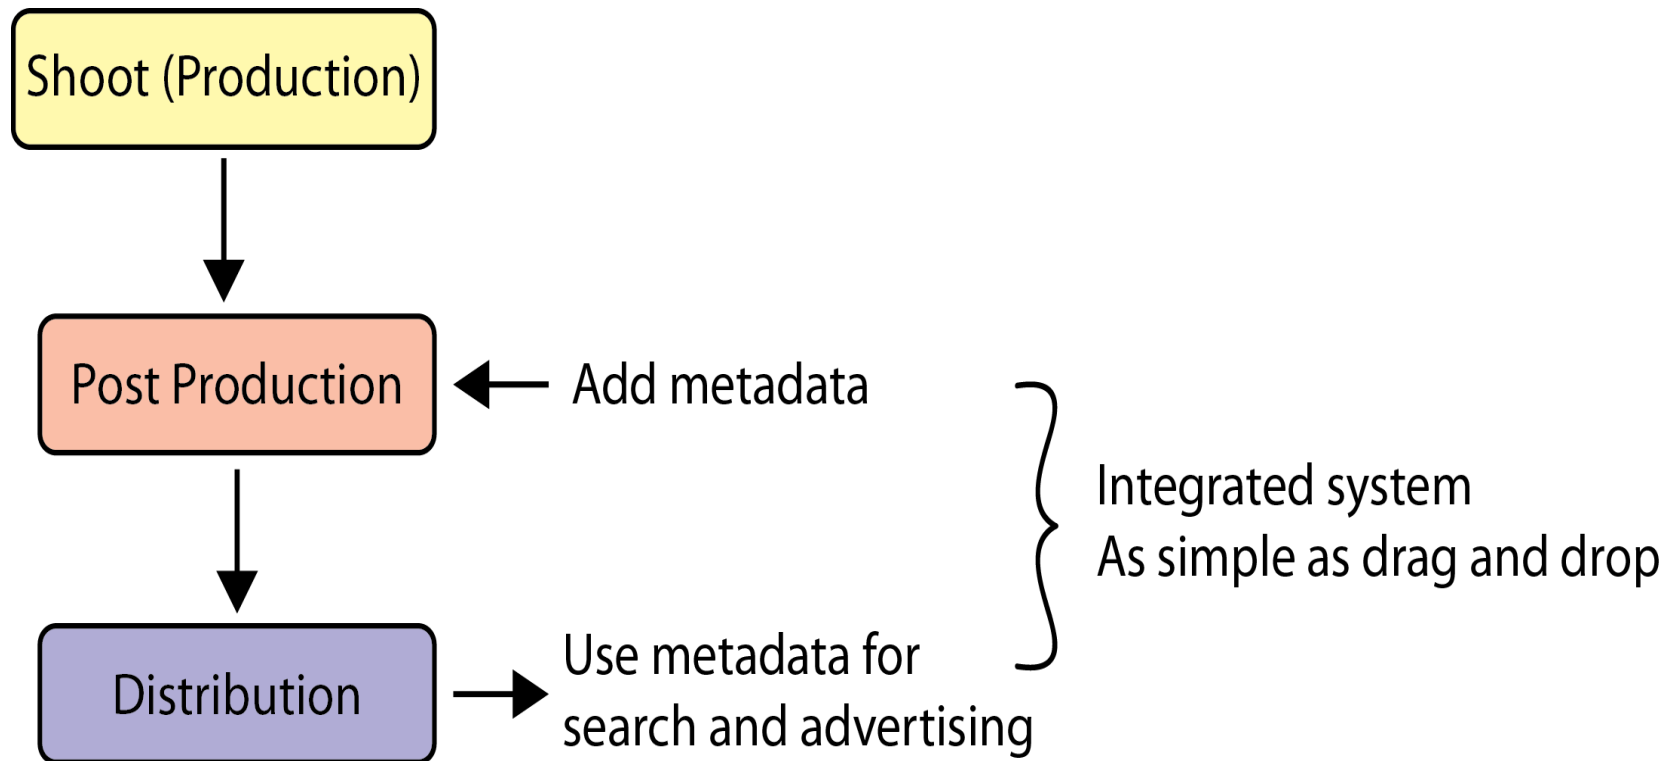 Shoot (Production)
Post Production
Add metadata
Integrated system
As simple as drag and drop
Distribution
Use metadata for
search and advertising